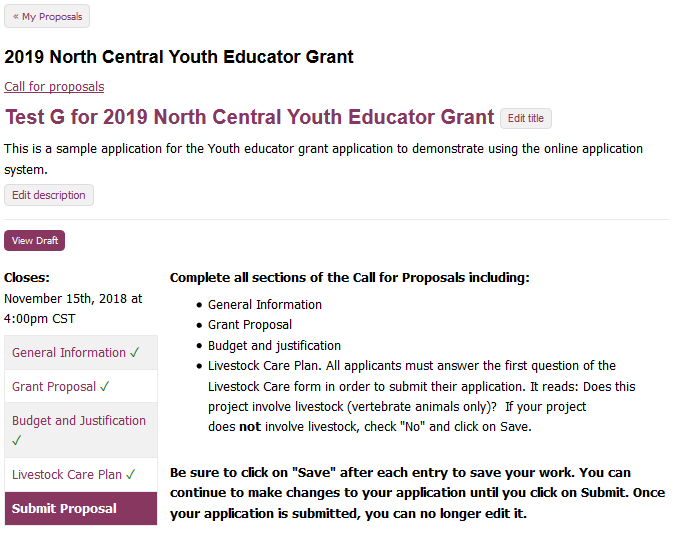 « My Proposals
2019 North Central Youth Educator Grant
Call for proposals
Test G for 2019 North Central Youth Educator Grant Edit title
This is a sample application for the Youth educator grant application to demonstrate using the online application
system.
Edit description
View Draft
Closes:
November 15th, 2018 at
4:00pm CST
General Information ✓
Grant Proposal ✓
Budget and Justification
✓
Livestock Care Plan ✓
Submit Proposal
Complete all sections of the Call for Proposals including:
• General Information
• Grant Proposal
• Budget and justification
• Livestock Care Plan. All applicants must answer the first question of the
Livestock Care form in order to submit their application. It reads: Does this
project involve livestock (vertebrate animals only)? If your project
does not involve livestock, check "No" and click on Save.
Be sure to click on "Save" after each entry to save your work. You can
continue to make changes to your application until you click on Submit. Once
your application is submitted, you can no longer edit it.